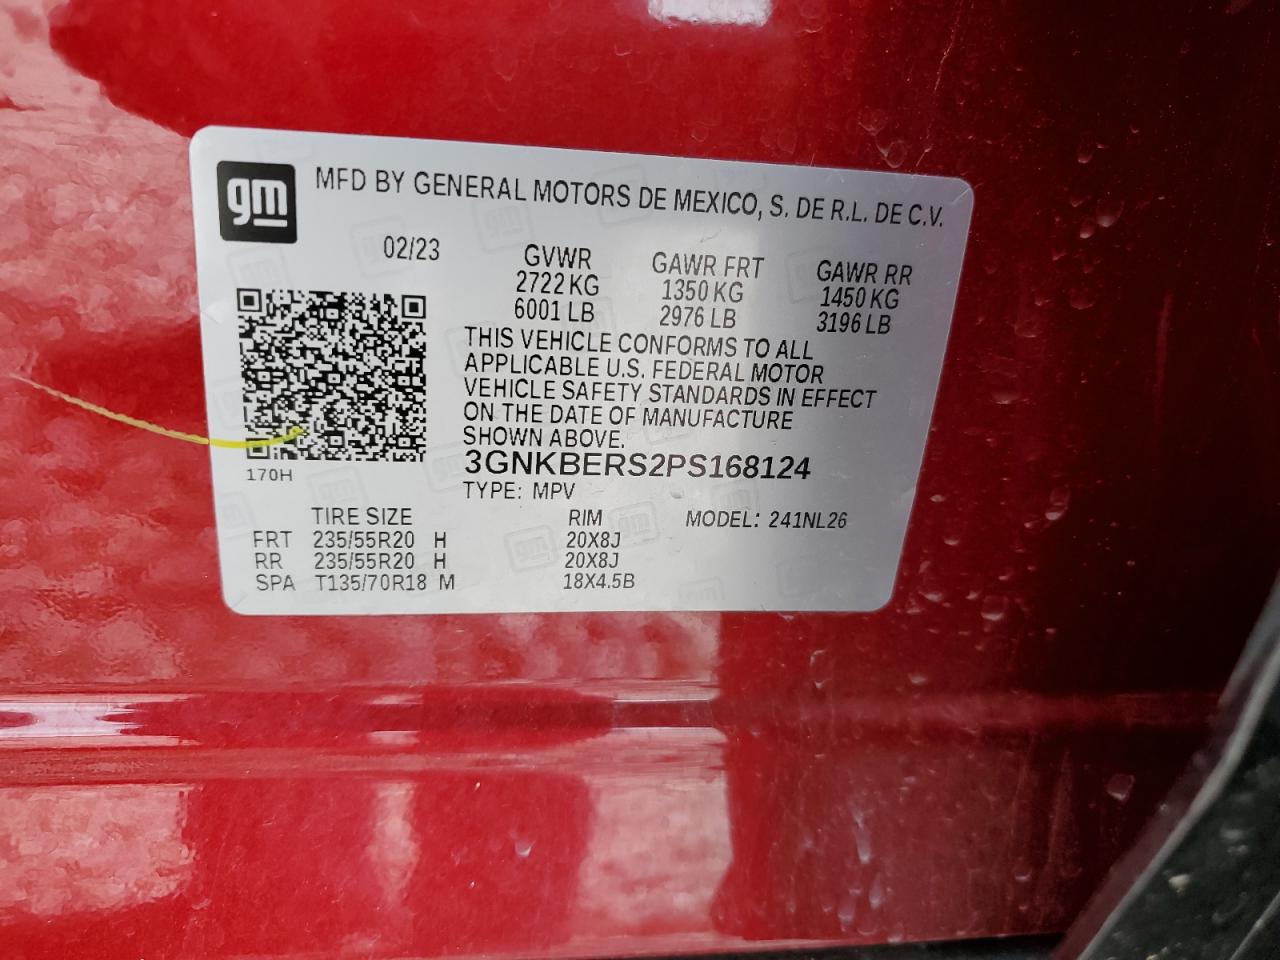 gm
MFD BY GENERAL MOTORS DE MEXICO, S. DE R.L. DE C.V.
02/23
GVWR GAWR FRT GAWR RR
2722 KG 1350 KG 1450 KG
6001 LB 2976 LB 3196 LB
THIS VEHICLE CONFORMS TO ALL
APPLICABLE U.S. FEDERAL MOTOR
VEHICLE SAFETY STANDARDS IN EFFECT
ON THE DATE OF MANUFACTURE
SHOWN ABOVE.
3GNKBERS2PS168124
170H
TYPE: MPV
TIRE SIZE RIM MODEL: 241NL26
FRT 235/55R20 H 20X8J
RR 235/55R20 H 20X8J
SPA T135/70R18 M 18X4.5B